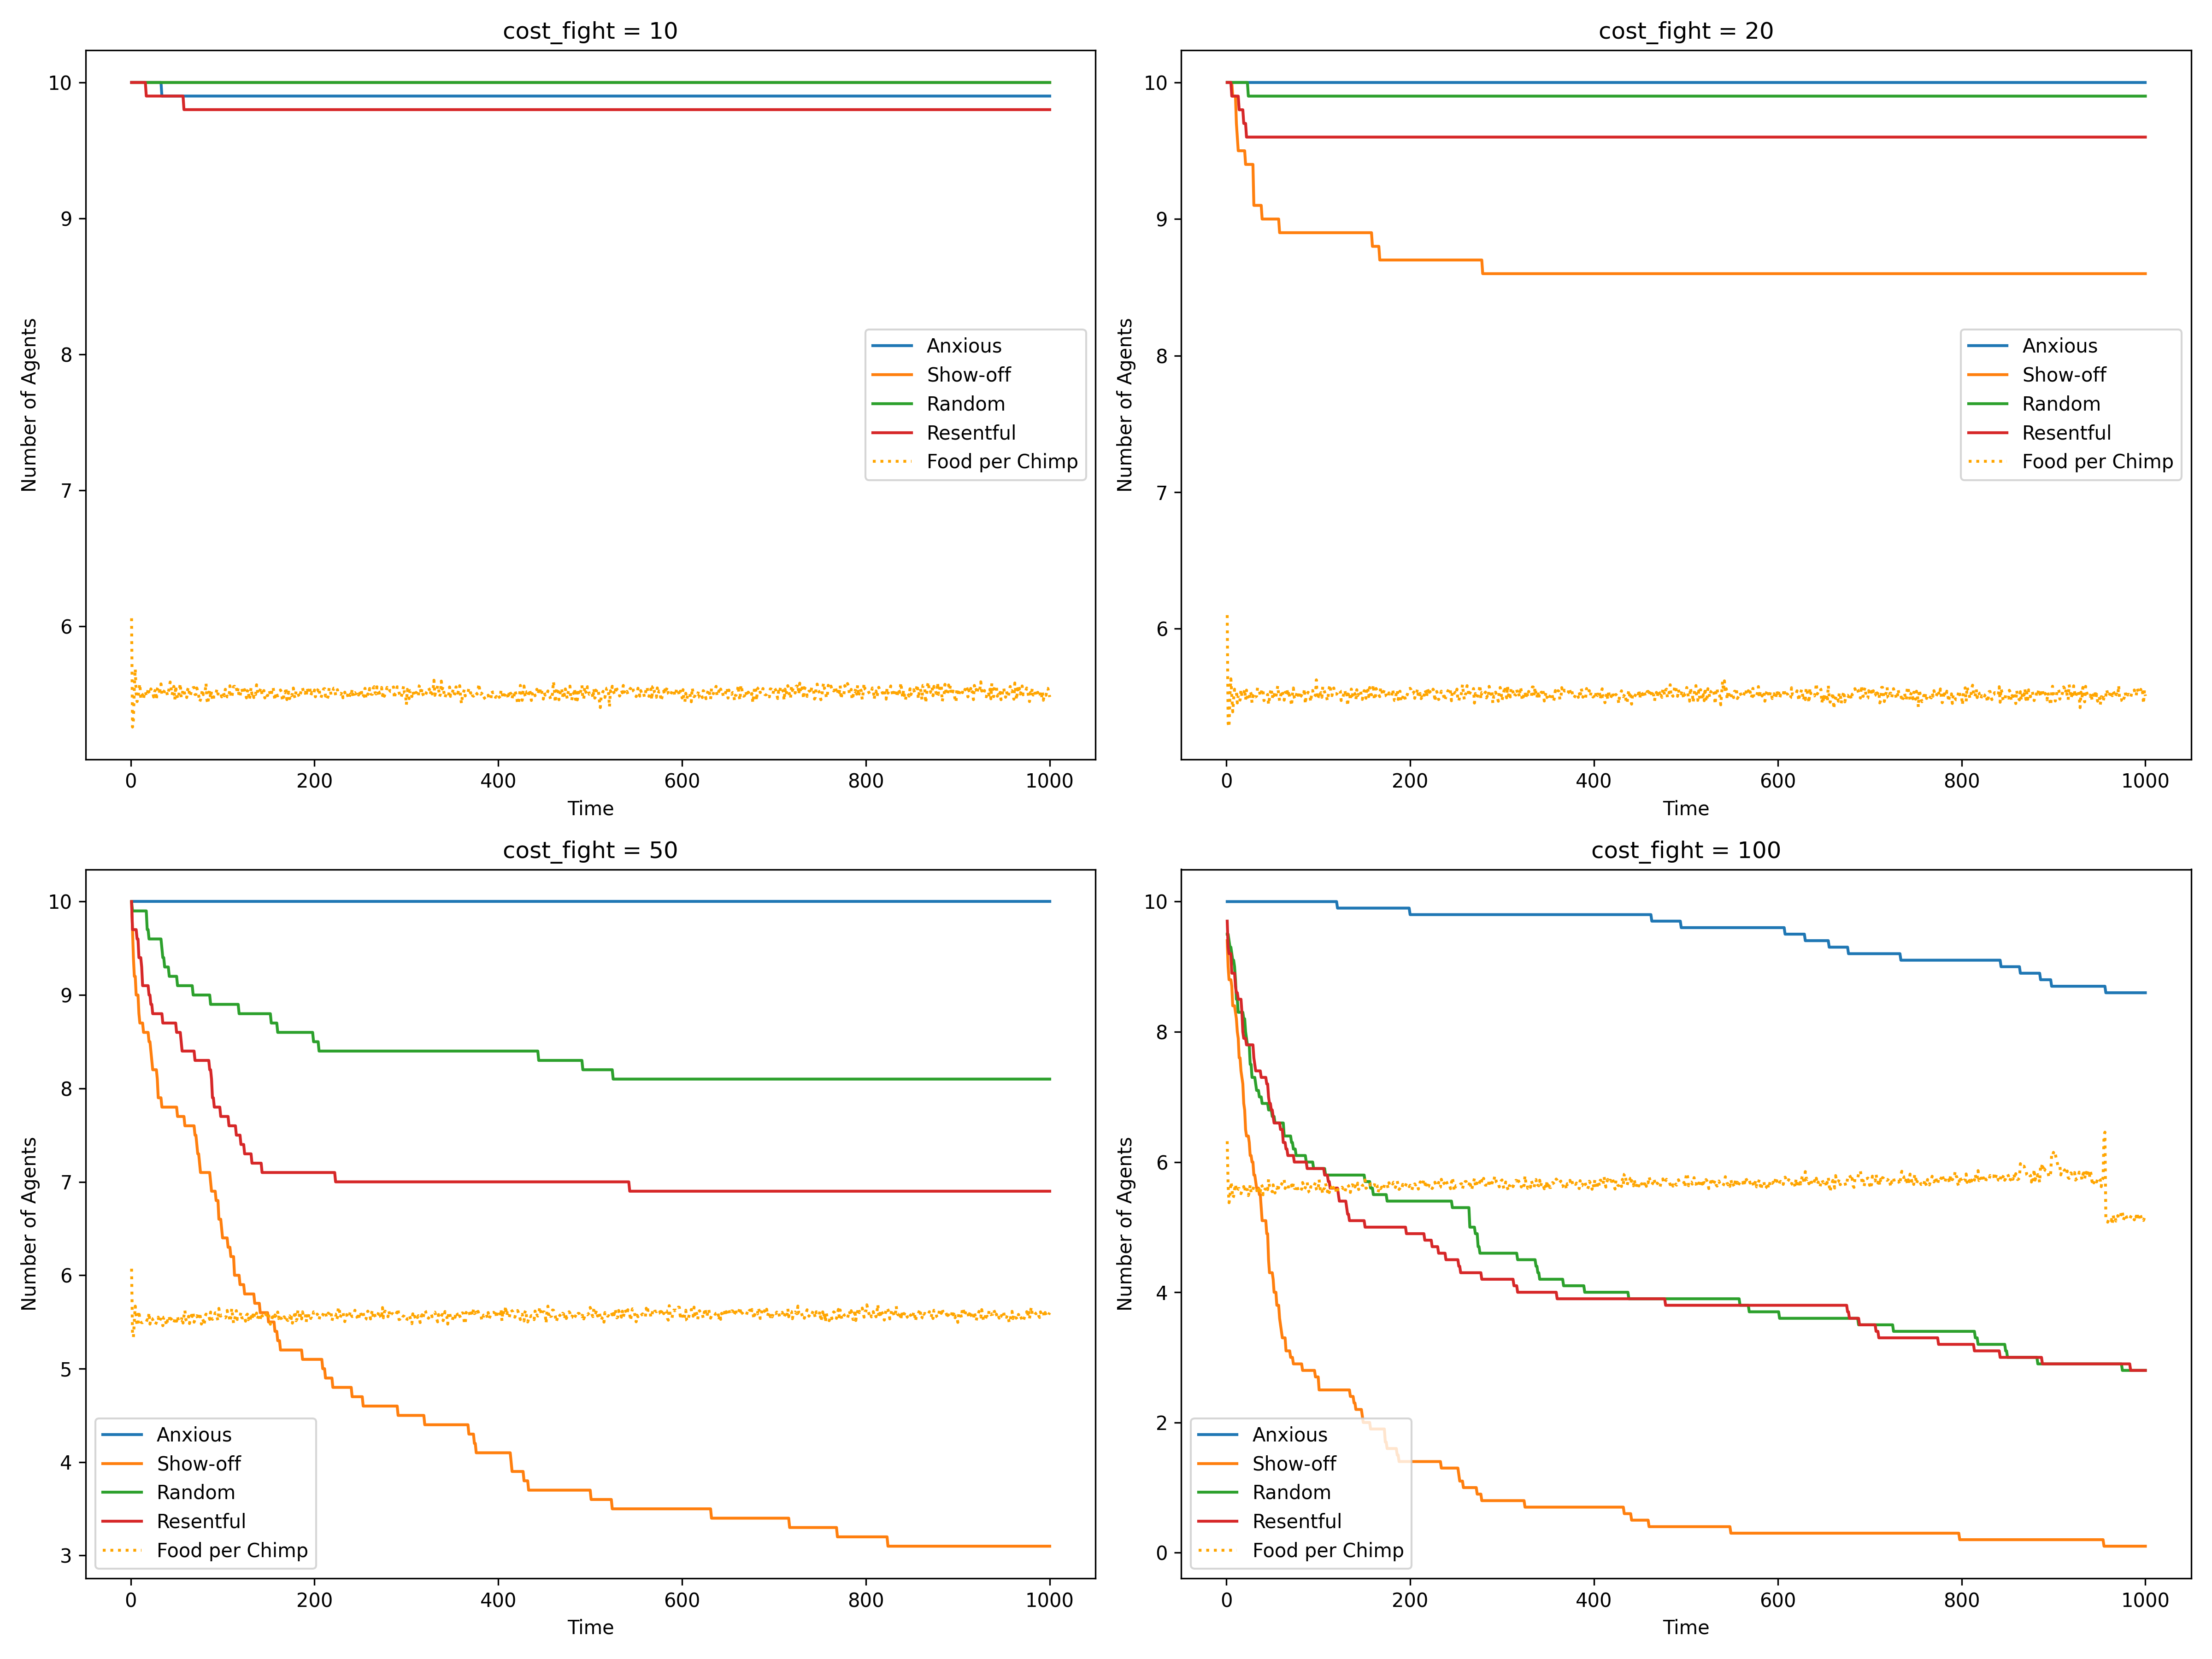 cost_fight = 10
Number of Agents
10
9
8
7
6
Anxious
Show-off
Random
Resentful
Food per Chimp
0 200 400 600 800 1000
Time
cost_fight = 20
Number of Agents
10
9
8
7
6
Anxious
Show-off
Random
Resentful
Food per Chimp
0 200 400 600 800 1000
Time
cost_fight = 50
Number of Agents
10
9
8
7
6
5
4
3
Anxious
Show-off
Random
Resentful
Food per Chimp
0 200 400 600 800 1000
Time
cost_fight = 100
Number of Agents
10
8
6
4
2
0
Anxious
Show-off
Random
Resentful
Food per Chimp
0 200 400 600 800 1000
Time